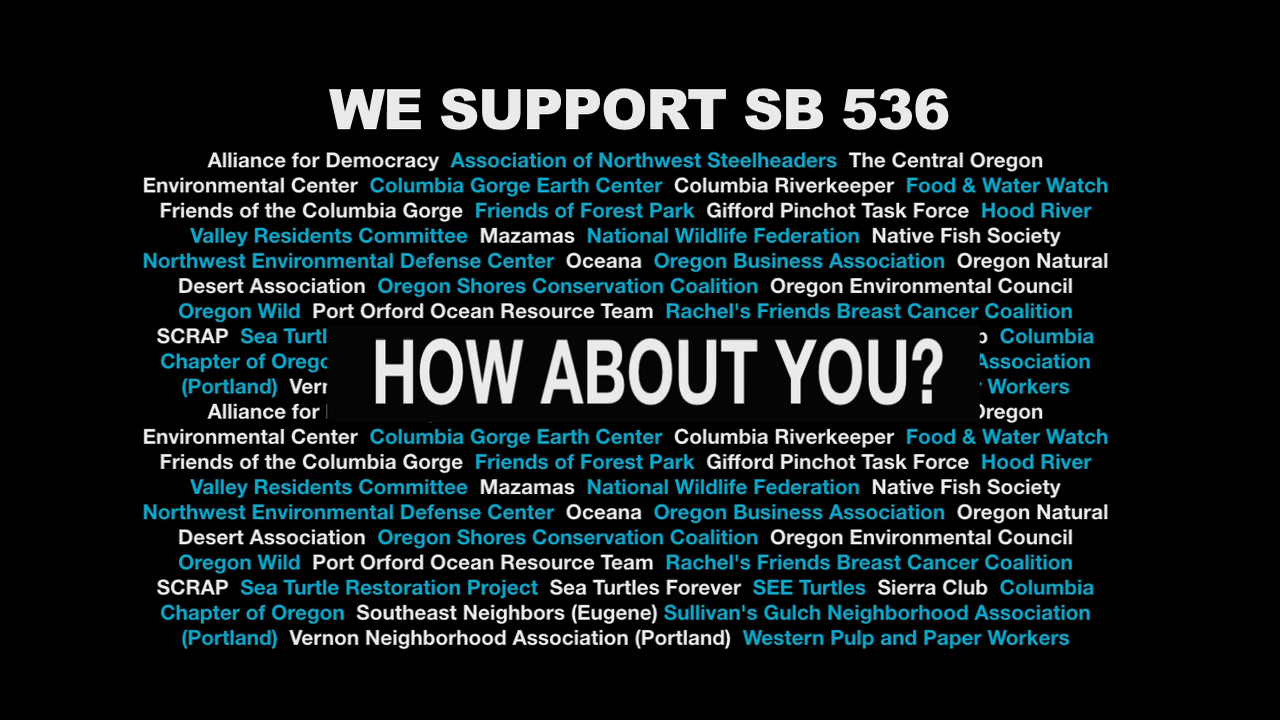 WE SUPPORT SB 536
Alliance for Democracy Association of Northwest Steelheaders The Central Oregon
Environmental Center Columbia Gorge Earth Center Columbia Riverkeeper Food & Water Watch
Friends of the Columbia Gorge Friends of Forest Park Gifford Pinchot Task Force Hood River
Valley Residents Committee Mazamas National Wildlife Federation Native Fish Society
Northwest Environmental Defense Center Oceana Oregon Business Association Oregon Natural
Desert Association Oregon Shores Conservation Coalition Oregon Environmental Council
Oregon Wild Port Orford Ocean Resource Team Rachel's Friends Breast Cancer Coalition
SCRAP Sea Columbia
Chapter of Association
(Portland) Workers
HOW ABOUT YOU?
Alliance for Oregon
Environmental Center Columbia Gorge Earth Center Columbia Riverkeeper Food & Water Watch
Friends of the Columbia Gorge Friends of Forest Park Gifford Pinchot Task Force Hood River
Valley Residents Committee Mazamas National Wildlife Federation Native Fish Society
Northwest Environmental Defense Center Oceana Oregon Business Association Oregon Natural
Desert Association Oregon Shores Conservation Coalition Oregon Environmental Council
Oregon Wild Port Orford Ocean Resource Team Rachel's Friends Breast Cancer Coalition
SCRAP Sea Turtle Restoration Project Sea Turtles Forever SEE Turtles Sierra Club Columbia
Chapter of Oregon Southeast Neighbors (Eugene) Sullivan's Gulch Neighborhood Association
(Portland) Vernon Neighborhood Association (Portland) Western Pulp and Paper Workers